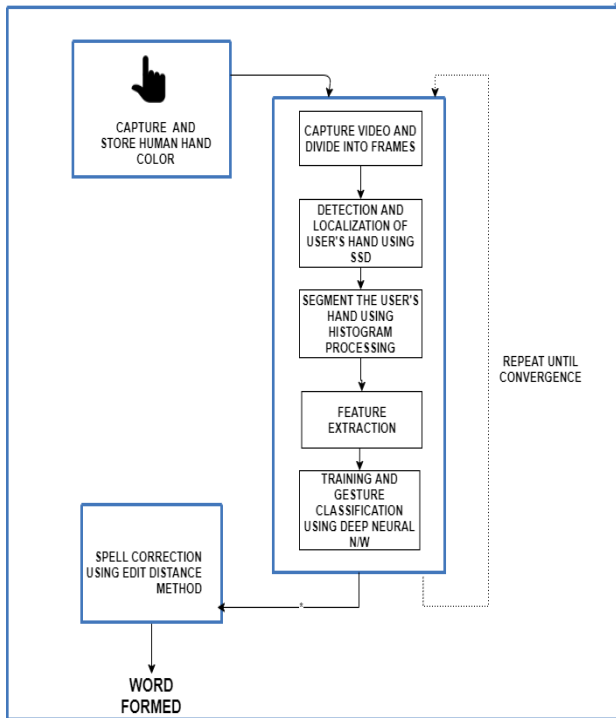 CAPTURE AND
STORE HUMAN HAND
COLOR
CAPTURE VIDEO AND
DIVIDE INTO FRAMES
DETECTION AND
LOCALIZATION OF
USER'S HAND USING
SSD
SEGMENT THE USER'S
HAND USING
HISTOGRAM
PROCESSING
FEATURE
EXTRACTION
TRAINING AND
GESTURE
CLASSIFICATION
USING DEEP NEURAL
N/W
REPEAT UNTIL
CONVERGENCE
SPELL CORRECTION
USING EDIT DISTANCE
METHOD
WORD
FORMED